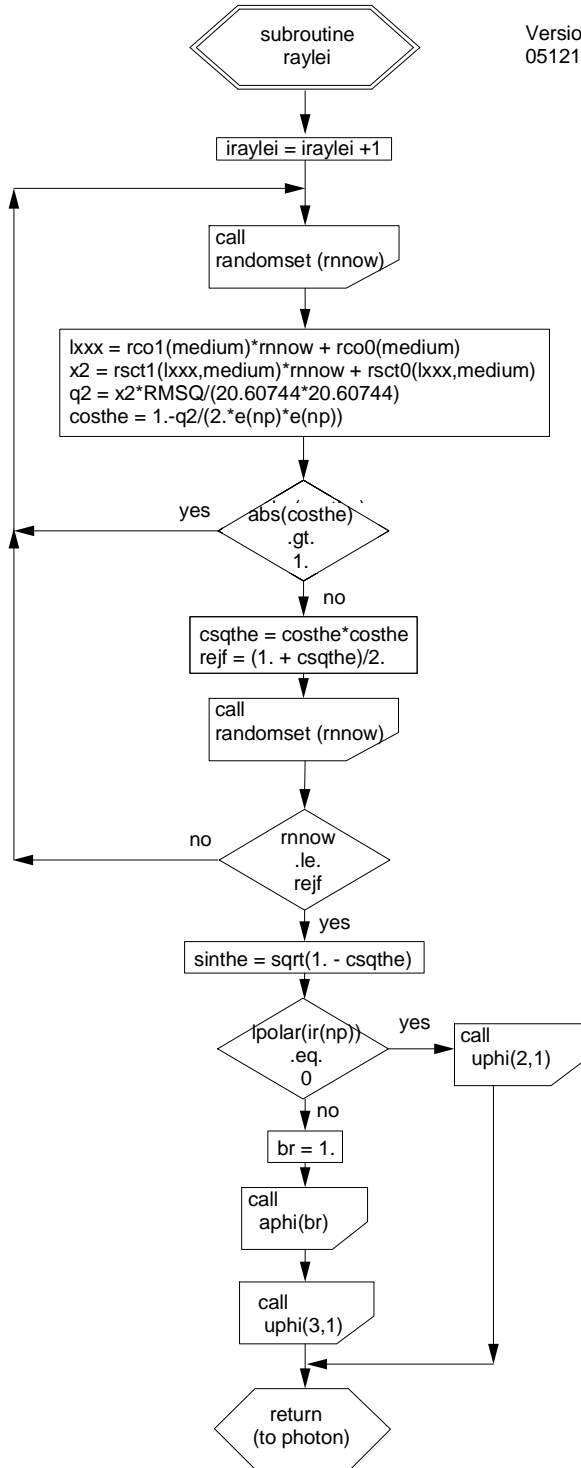 subroutine
raylei
Versio
05121
iraylei = iraylei +1
call
randomset (rnnow)
lxxx = rco1(medium)*rnnow + rco0(medium)
x2 = rsct1(lxxx,medium)*rnnow + rsct0(lxxx,medium)
q2 = x2*RMSQ/(20.60744*20.60744)
costhe = 1.-q2/(2.*e(np)*e(np))
yes
abs(costhe)
.gt.
1.
no
csqthe = costhe*costhe
rejf = (1. + csqthe)/2.
call
randomset (rnnow)
no
rnnow
.le.
rejf
yes
sinthe = sqrt(1. - csqthe)
lpolar(ir(np))
.eq.
0
yes
call
uphi(2,1)
no
br = 1.
call
aphi(br)
call
uphi(3,1)
return
(to photon)